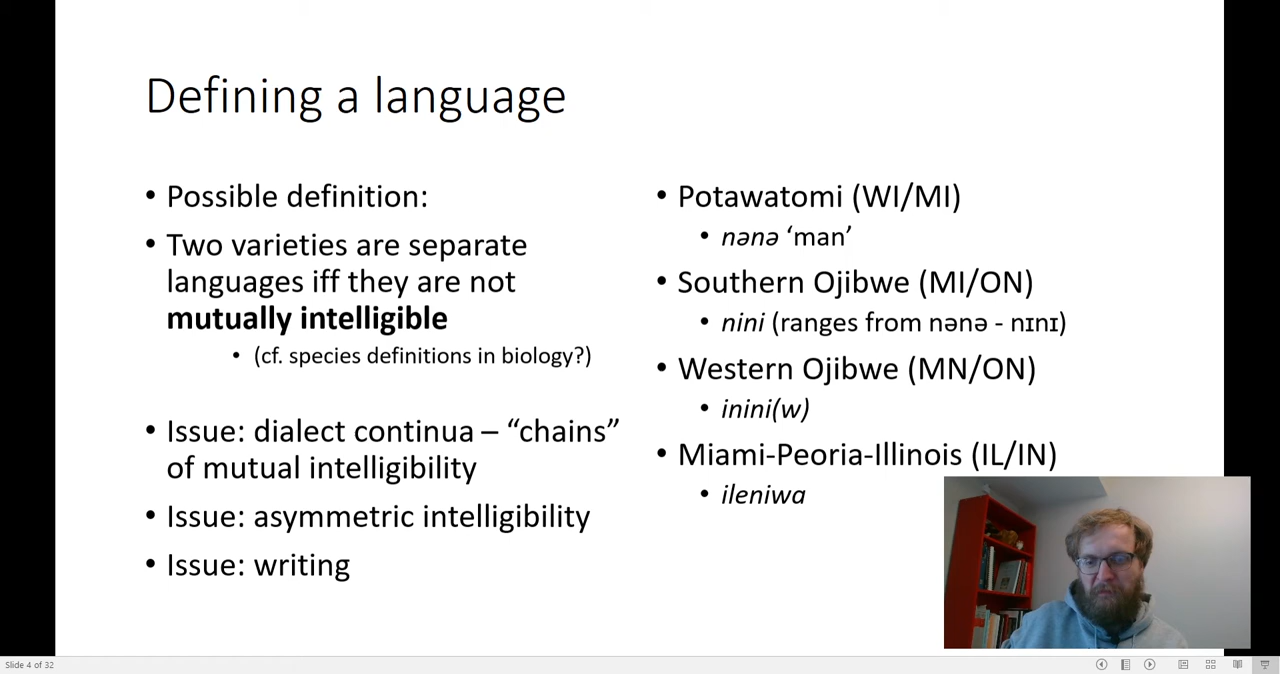 Defining a language
• Possible definition:
• Two varieties are separate
languages iff they are not
mutually intelligible
• (cf. species definitions in biology?)
• Issue: dialect continua – “chains”
of mutual intelligibility
• Issue: asymmetric intelligibility
• Issue: writing
• Potawatomi (WI/MI)
• nənə ‘man’
• Southern Ojibwe (MI/ON)
• nini (ranges from nənə - nɪnɪ)
• Western Ojibwe (MN/ON)
• inini(w)
• Miami-Peoria-Illinois (IL/IN)
• ileniwa
Slide 4 of 32